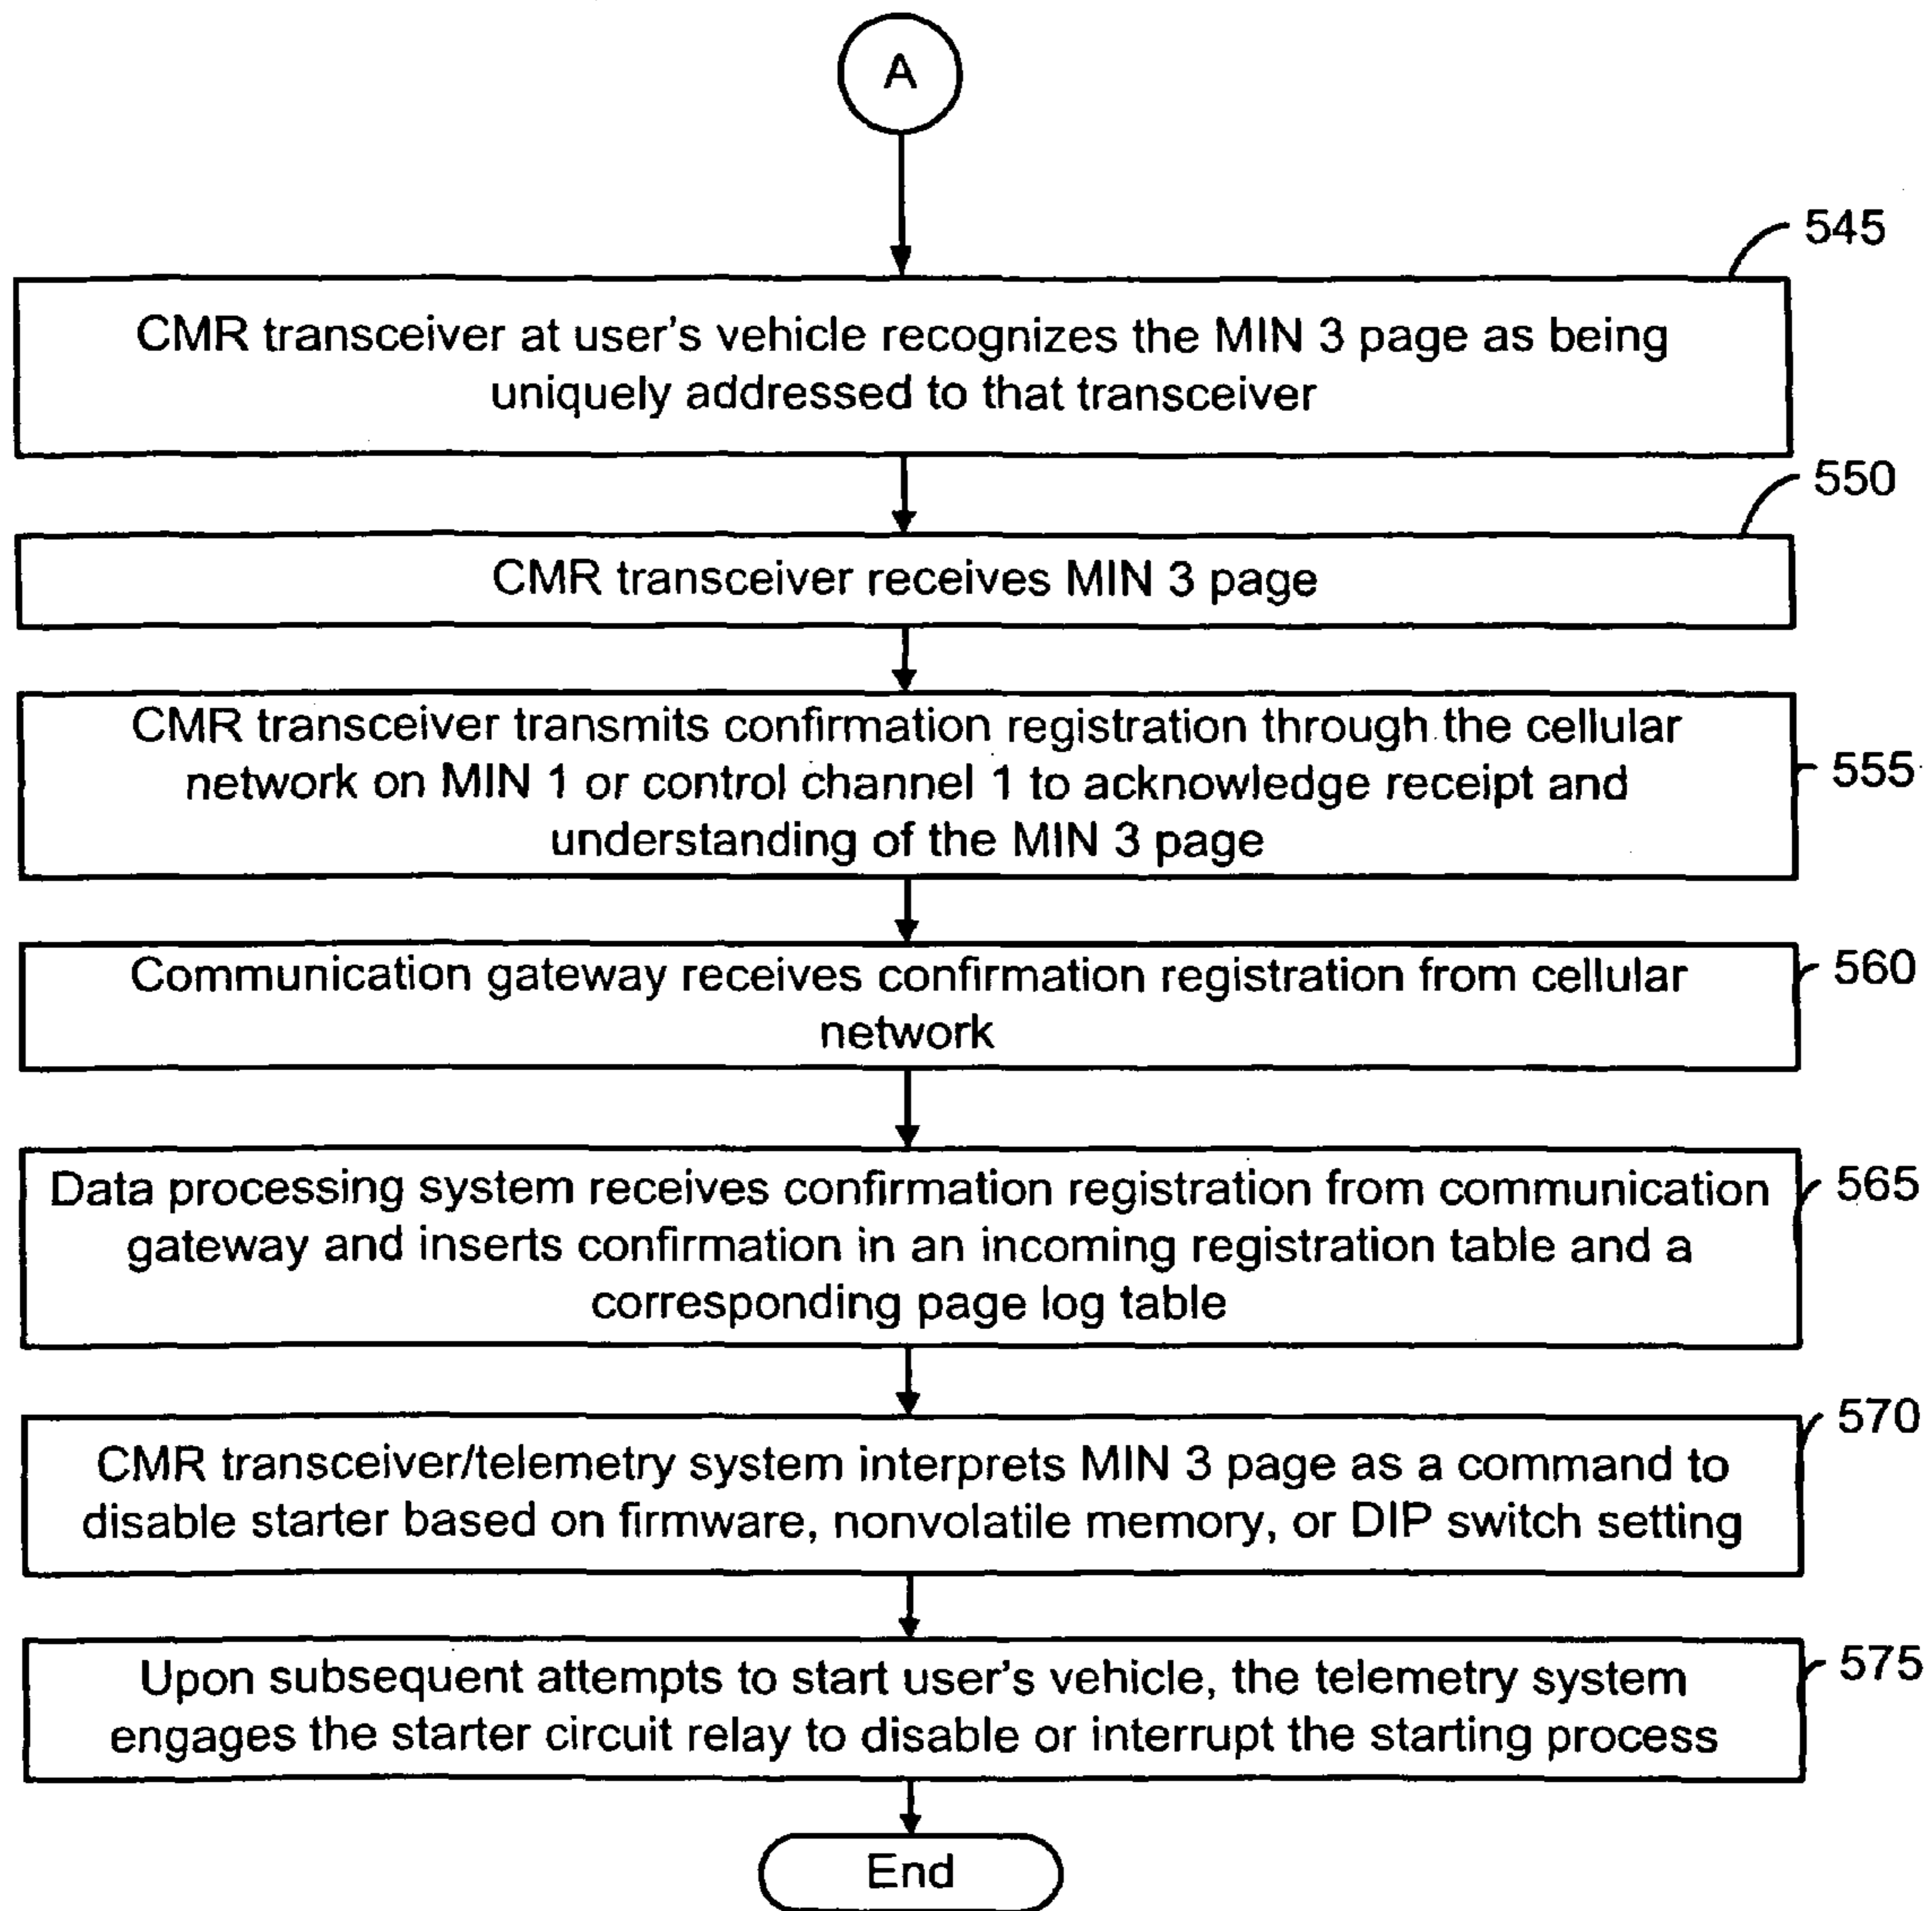 A
545
CMR transceiver at user's vehicle recognizes the MIN 3 page as being
uniquely addressed to that transceiver
550
CMR transceiver receives MIN 3 page
CMR transceiver transmits confirmation registration through the cellular
network on MIN 1 or control channel 1 to acknowledge receipt and
understanding of the MIN 3 page
555
Communication gateway receives confirmation registration from cellular
network
560
Data processing system receives confirmation registration from communication
gateway and inserts confirmation in an incoming registration table and a
corresponding page log table
565
570
CMR transceiver/telemetry system interprets MIN 3 page as a command to
disable starter based on firmware, nonvolatile memory, or DIP switch setting
Upon subsequent attempts to start user's vehicle, the telemetry system
engages the starter circuit relay to disable or interrupt the starting process
575
End